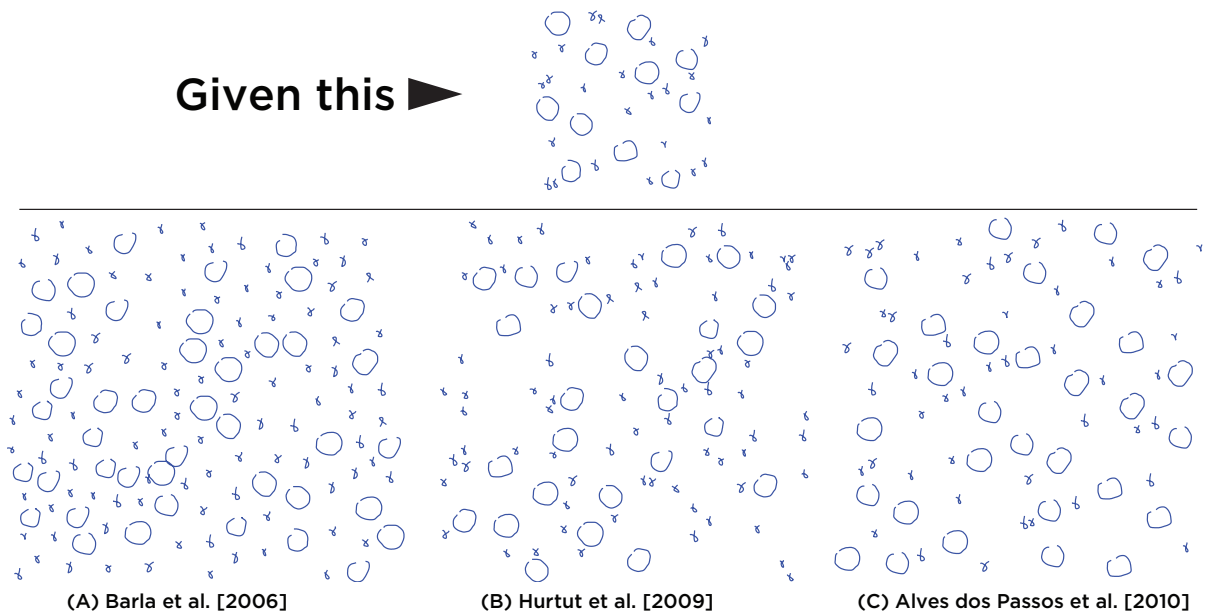 Given this
(A) Barla et al. [2006]
(B) Hurtut et al. [2009]
(C) Alves dos Passos et al. [2010]